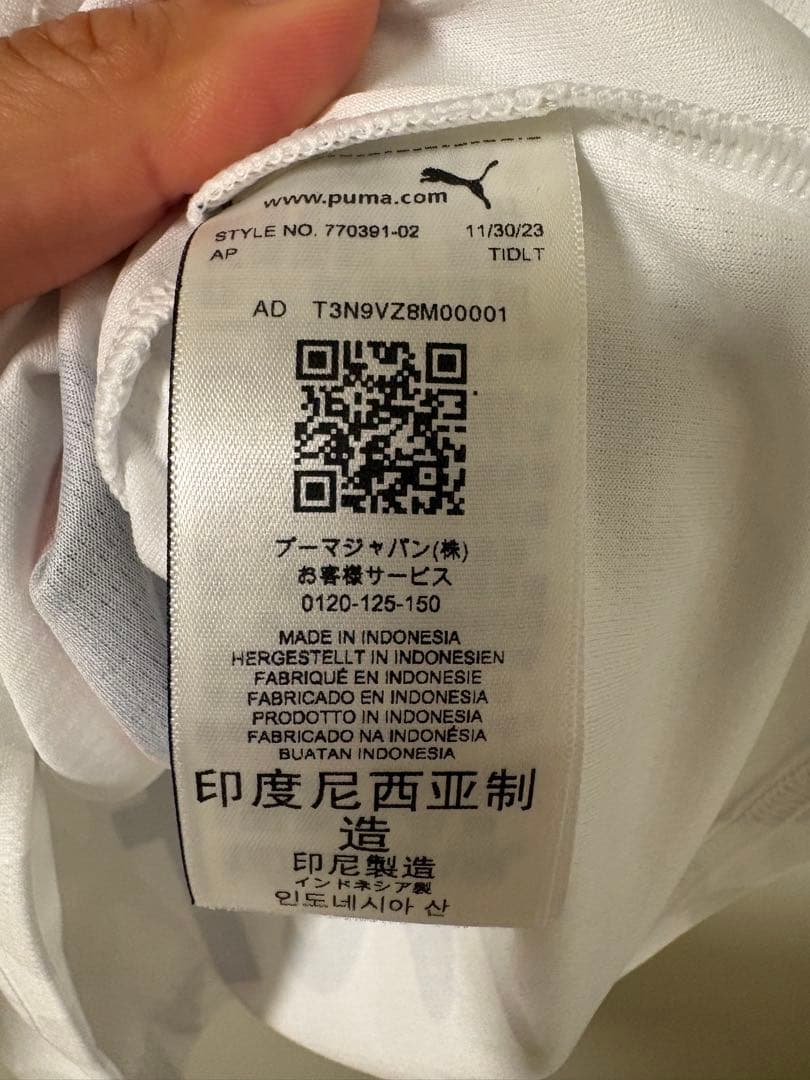 www.puma.com
STYLE NO. 770391-02 11/30/23
AP TIDLT
AD T3N9VZ8M00001
プーマジャパン(株)
お客様サービス
0120-125-150
MADE IN INDONESIA
HERGESTELLT IN INDONESIEN
FABRIQUÉ EN INDONESIE
FABRICADO EN INDONESIA
PRODOTTO IN INDONESIA
FABRICADO NA INDONÉSIA
BUATAN INDONESIA
印度尼西亚制
造
印尼製造
インドネシア製
인도네시아 산